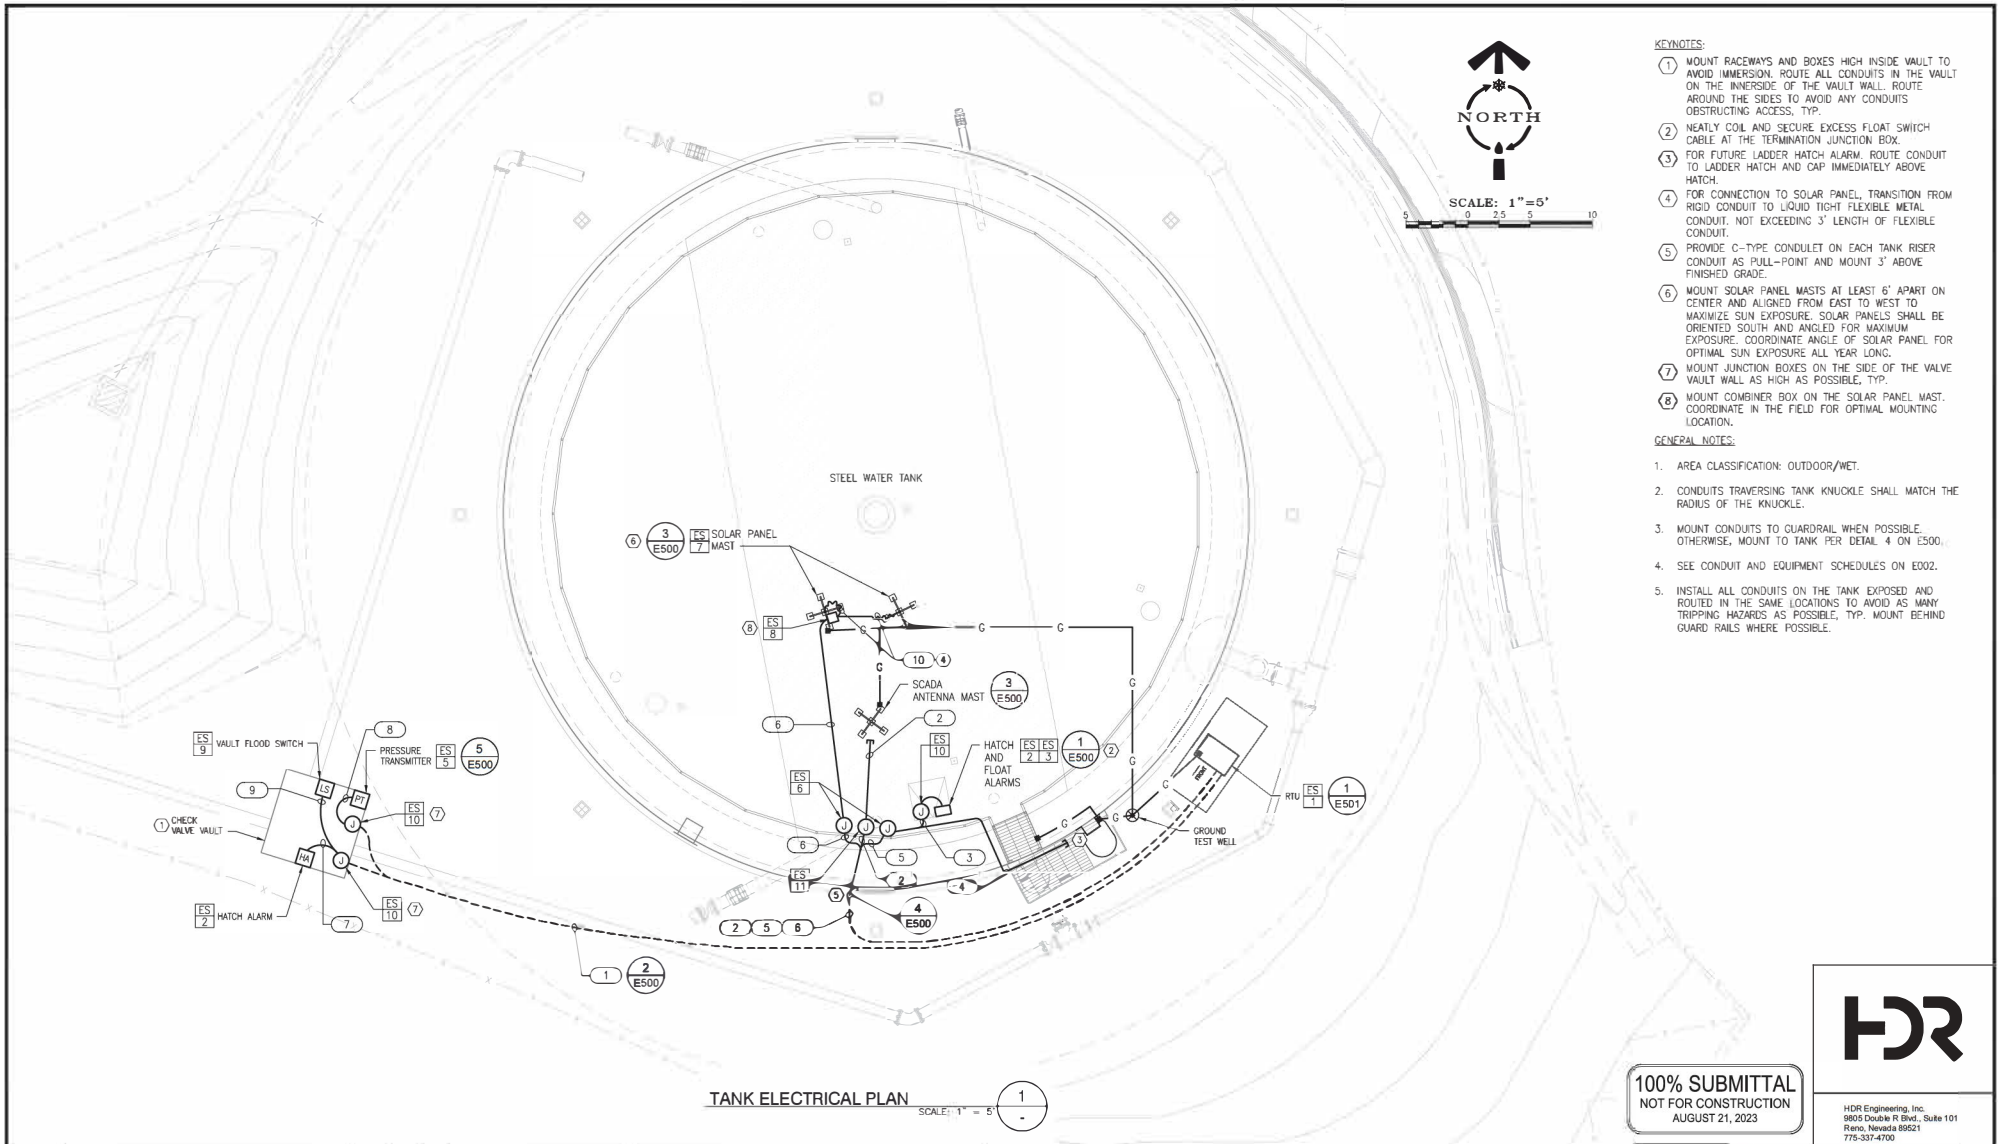 KEYNOTES:
1 MOUNT RACEWAYS AND BOXES HIGH INSIDE VAULT TO
AVOID IMMERSION. ROUTE ALL CONDUITS IN THE VAULT
ON THE INNERSIDE OF THE VAULT WALL. ROUTE
AROUND THE SIDES TO AVOID ANY CONDUITS
OBSTRUCTING ACCESS, TYP.
2 NEATLY COIL AND SECURE EXCESS FLOAT SWITCH
CABLE AT THE TERMINATION JUNCTION BOX.
3 FOR FUTURE LADDER HATCH ALARM. ROUTE CONDUIT
TO LADDER HATCH AND CAP IMMEDIATELY ABOVE
HATCH.
4 FOR CONNECTION TO SOLAR PANEL, TRANSITION FROM
RIGID CONDUIT TO LIQUID TIGHT FLEXIBLE METAL
CONDUIT. NOT EXCEEDING 3' LENGTH OF FLEXIBLE
CONDUIT.
5 PROVIDE C-TYPE CONDULET ON EACH TANK RISER
CONDUIT AS PULL-POINT AND MOUNT 3' ABOVE
FINISHED GRADE.
6 MOUNT SOLAR PANEL MASTS AT LEAST 6' APART ON
CENTER AND ALIGNED FROM EAST TO WEST TO
MAXIMIZE SUN EXPOSURE. SOLAR PANELS SHALL BE
ORIENTED SOUTH AND ANGLED FOR MAXIMUM
EXPOSURE. COORDINATE ANGLE OF SOLAR PANEL FOR
OPTIMAL SUN EXPOSURE ALL YEAR LONG.
7 MOUNT JUNCTION BOXES ON THE SIDE OF THE VALVE
VAULT WALL AS HIGH AS POSSIBLE, TYP.
8 MOUNT COMBINER BOX ON THE SOLAR PANEL MAST.
COORDINATE IN THE FIELD FOR OPTIMAL MOUNTING
LOCATION.
GENERAL NOTES:
1. AREA CLASSIFICATION: OUTDOOR/WET.
2. CONDUITS TRAVERSING TANK KNUCKLE SHALL MATCH THE
RADIUS OF THE KNUCKLE.
3. MOUNT CONDUITS TO GUARDRAIL WHEN POSSIBLE.
OTHERWISE, MOUNT TO TANK PER DETAIL 4 ON E500.
4. SEE CONDUIT AND EQUIPMENT SCHEDULES ON E002.
5. INSTALL ALL CONDUITS ON THE TANK EXPOSED AND
ROUTED IN THE SAME LOCATIONS TO AVOID AS MANY
TRIPPING HAZARDS AS POSSIBLE, TYP. MOUNT BEHIND
GUARD RAILS WHERE POSSIBLE.
NORTH
SCALE: 1"=5'
5 0 2.5 5 10
STEEL WATER TANK
6 3 E500 ES 7 SOLAR PANEL
MAST
8 ES 8
G G G
10 4
G
SCADA
ANTENNA MAST
3 E500
G
6
2
ES 10
HATCH
AND
FLOAT
ALARMS
ES 2 ES 3
1 E500
2
G
ES 6
J J J J
6
5
3
G G G
3
FRONT
RTU ES 1
1 E501
GROUND
TEST WELL
ES 11
2
4
5
4 E500
2 5 6
ES 9 VAULT FLOOD SWITCH
8
PRESSURE
TRANSMITTER
ES 5
5 E500
9
LS
PT
J
ES 10 7
1 CHECK
VALVE VAULT
HA
J
ES 10 7
ES 2 HATCH ALARM
7
1
2 E500
TANK ELECTRICAL PLAN
SCALE: 1" = 5'
1
-
100% SUBMITTAL
NOT FOR CONSTRUCTION
AUGUST 21, 2023
HDR
HDR Engineering, Inc.
9805 Double R Blvd., Suite 101
Reno, Nevada 89521
775-337-4700